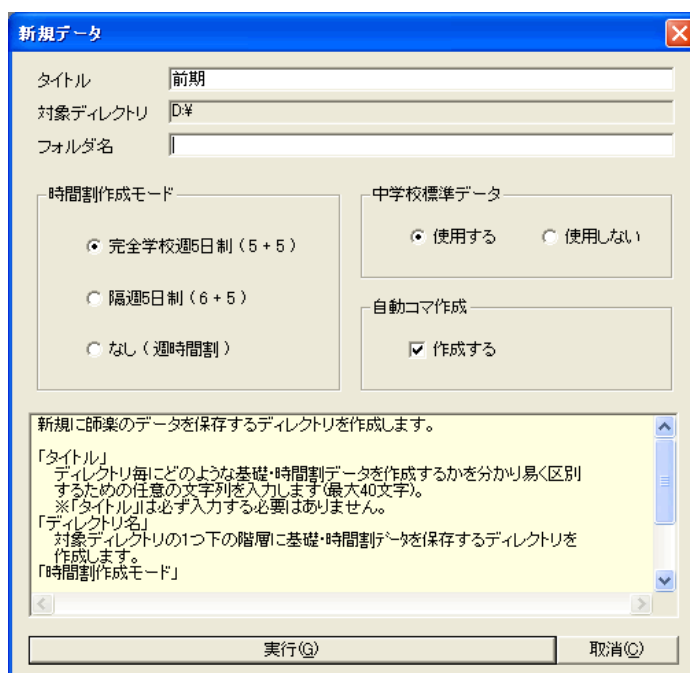 新規データ
タイトル 前期
対象ディレクトリ D:¥
フォルダ名
時間割作成モード
完全学校週5日制（5+5）
隔週5日制（6+5）
なし（週時間割）
中学校標準データ
使用する 使用しない
自動コマ作成
作成する
新規に師楽のデータを保存するディレクトリを作成します。
「タイトル」
ディレクトリ毎にどのような基礎・時間割データを作成するかを分かり易く区別
するための任意の文字列を入力します(最大40文字)。
※「タイトル」は必ず入力する必要はありません。
「ディレクトリ名」
対象ディレクトリの1つ下の階層に基礎・時間割データを保存するディレクトリを
作成します。
「時間割作成モード」
実行(G) 取消(C)